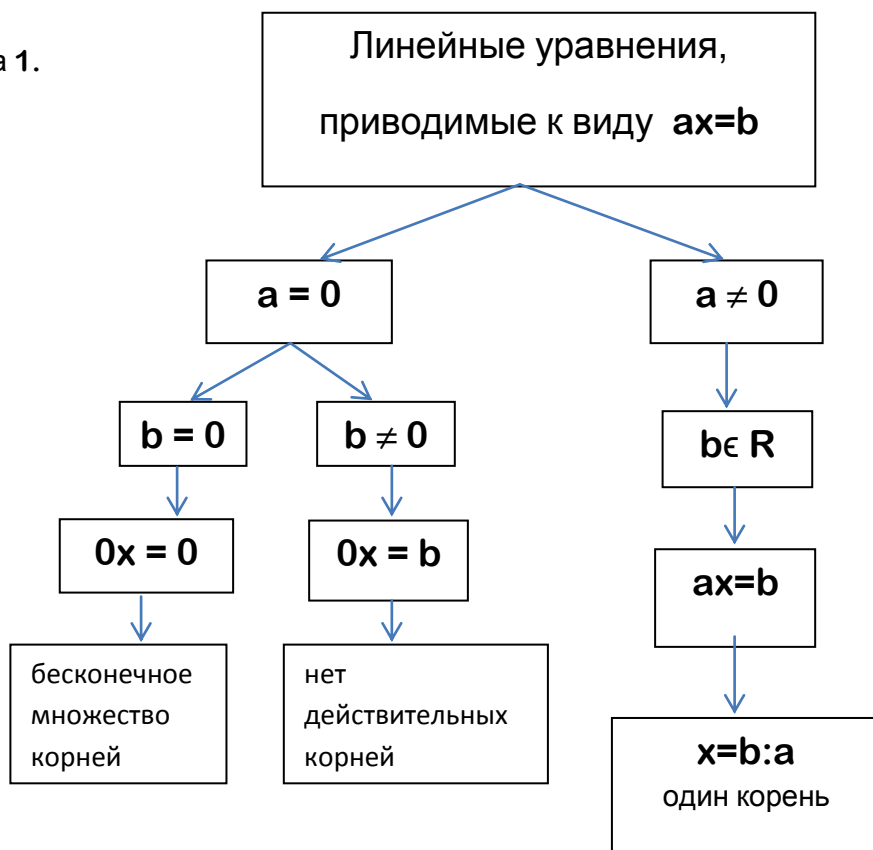 а 1.
Линейные уравнения,
приводимые к виду ax=b
a = 0
a ≠ 0
b = 0
b ≠ 0
bϵ R
0x = 0
0x = b
ax=b
бесконечное
множество
корней
нет
действительных
корней
x=b:a
один корень